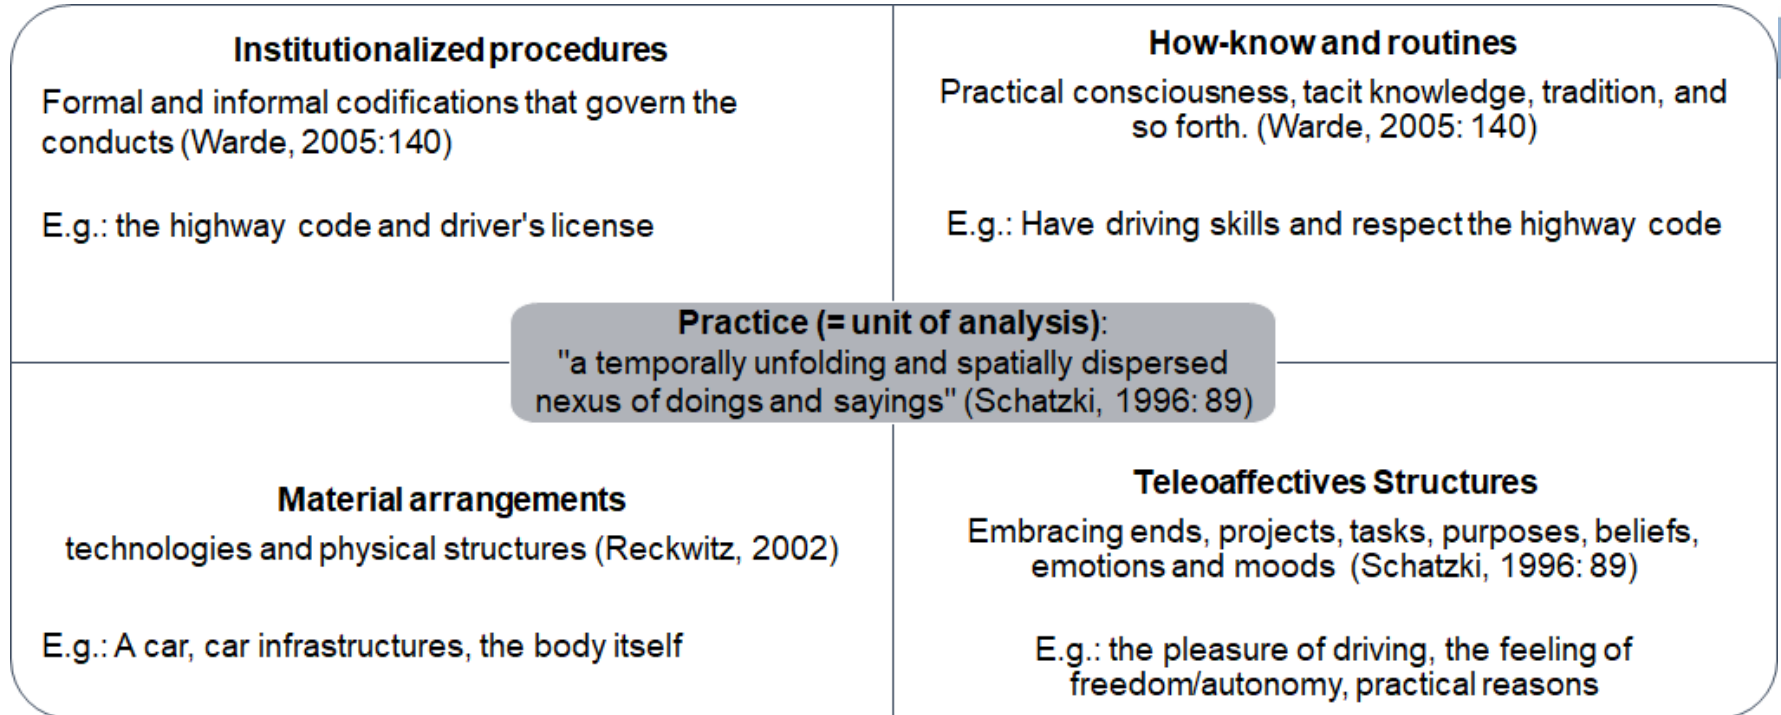 Institutionalized procedures
Formal and informal codifications that govern the
conducts (Warde, 2005:140)
E.g.: the highway code and driver's license
How-know and routines
Practical consciousness, tacit knowledge, tradition, and
so forth. (Warde, 2005: 140)
E.g.: Have driving skills and respect the highway code
Practice (= unit of analysis):
"a temporally unfolding and spatially dispersed
nexus of doings and sayings" (Schatzki, 1996: 89)
Material arrangements
technologies and physical structures (Reckwitz, 2002)
E.g.: A car, car infrastructures, the body itself
Teleoaffectives Structures
Embracing ends, projects, tasks, purposes, beliefs,
emotions and moods (Schatzki, 1996: 89)
E.g.: the pleasure of driving, the feeling of
freedom/autonomy, practical reasons